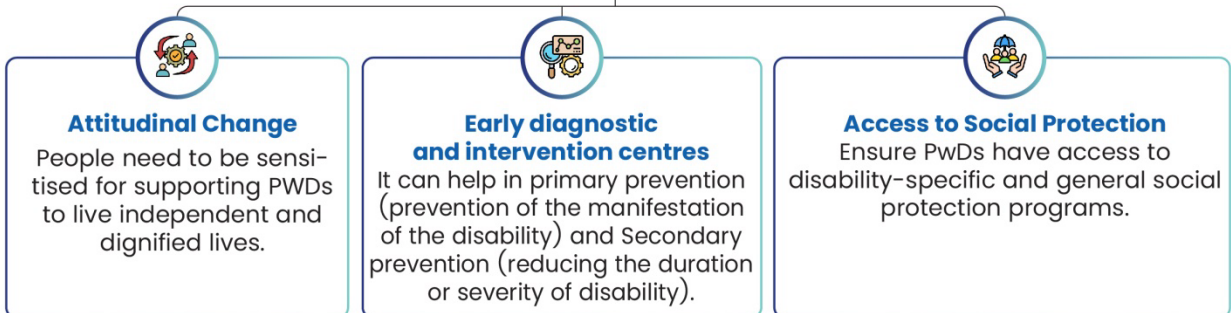 Attitudinal Change
People need to be sensi-
tised for supporting PWDs
to live independent and
dignified lives.
Early diagnostic
and intervention centres
It can help in primary prevention
(prevention of the manifestation
of the disability) and Secondary
prevention (reducing the duration
or severity of disability).
Access to Social Protection
Ensure PwDs have access to
disability-specific and general social
protection programs.